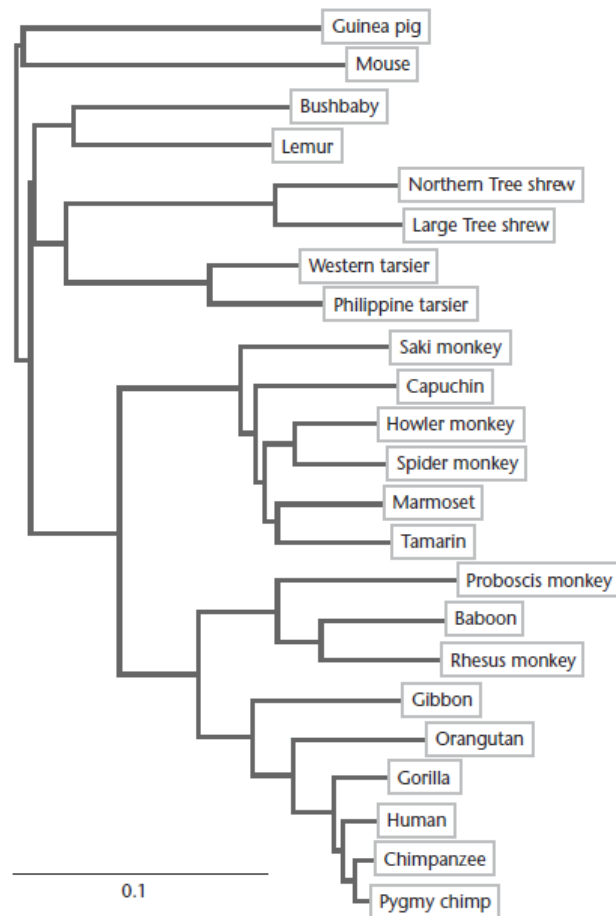 Guinea pig
Mouse
Bushbaby
Lemur
Northern Tree shrew
Large Tree shrew
Western tarsier
Philippine tarsier
Saki monkey
Capuchin
Howler monkey
Spider monkey
Marmoset
Tamarin
Proboscis monkey
Baboon
Rhesus monkey
Gibbon
Orangutan
Gorilla
Human
Chimpanzee
Pygmy chimp
0.1